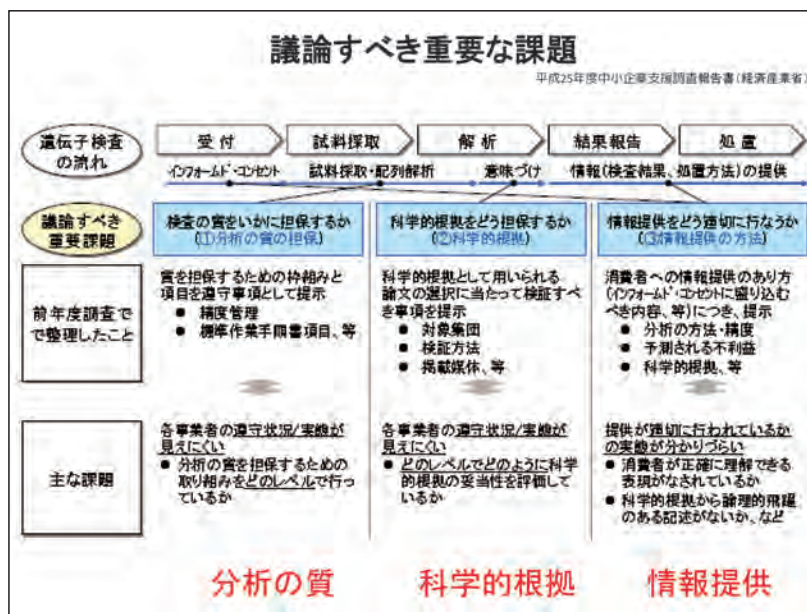 議論すべき重要な課題
平成25年度中小企業支援調査報告書(経済産業省)
遺伝子検査
の流れ
受付
試料採取
解析
結果報告
処置
インフォームド・コンセント
試料採取・配列解析
意味づけ
情報(検査結果、処置方法)の提供
議論すべき
重要課題
検査の質をいかに担保するか
(①分析の質の担保)
科学的根拠をどう担保するか
(②科学的根拠)
情報提供をどう適切に行なうか
(③情報提供の方法)
前年度調査で
で整理したこと
質を担保するための枠組みと
項目を遵守事項として提示
● 精度管理
● 標準作業手順書項目、等
科学的根拠として用いられる
論文の選択に当たって検証すべ
き事項を提示
● 対象集団
● 検証方法
● 掲載媒体、等
消費者への情報提供のあり方
(インフォームド・コンセントに盛り込む
べき内容、等)につき、提示
● 分析の方法・精度
● 予測される不利益
● 科学的根拠、等
主な課題
各事業者の遵守状況/実態が
見えにくい
● 分析の質を担保するための
取り組みをどのレベルで行っ
ているか
各事業者の遵守状況/実態が
見えにくい
● どのレベルでどのように科学
的根拠の妥当性を評価して
いるか
提供が適切に行われているか
の実態が分かりづらい
● 消費者が正確に理解できる
表現がなされているか
● 科学的根拠から論理的飛躍
のある記述がないか、など
分析の質
科学的根拠
情報提供